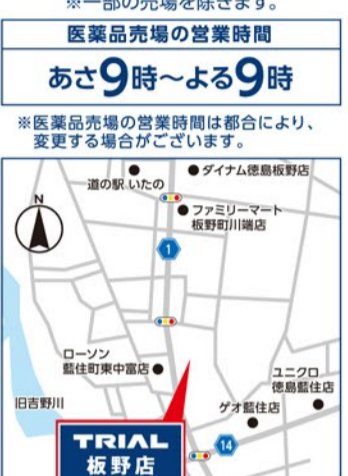 ※一部の売場を除きます。
医薬品売場の営業時間
あさ9時～よる9時
※医薬品売場の営業時間は都合により、
変更する場合がございます。
道の駅 いたの
ダイナム徳島板野店
N
ファミリーマート
板野町川端店
1
ローソン
藍住町東中富店
ユニクロ
徳島藍住店
旧吉野川
ゲオ藍住店
TRIAL
板野店
14